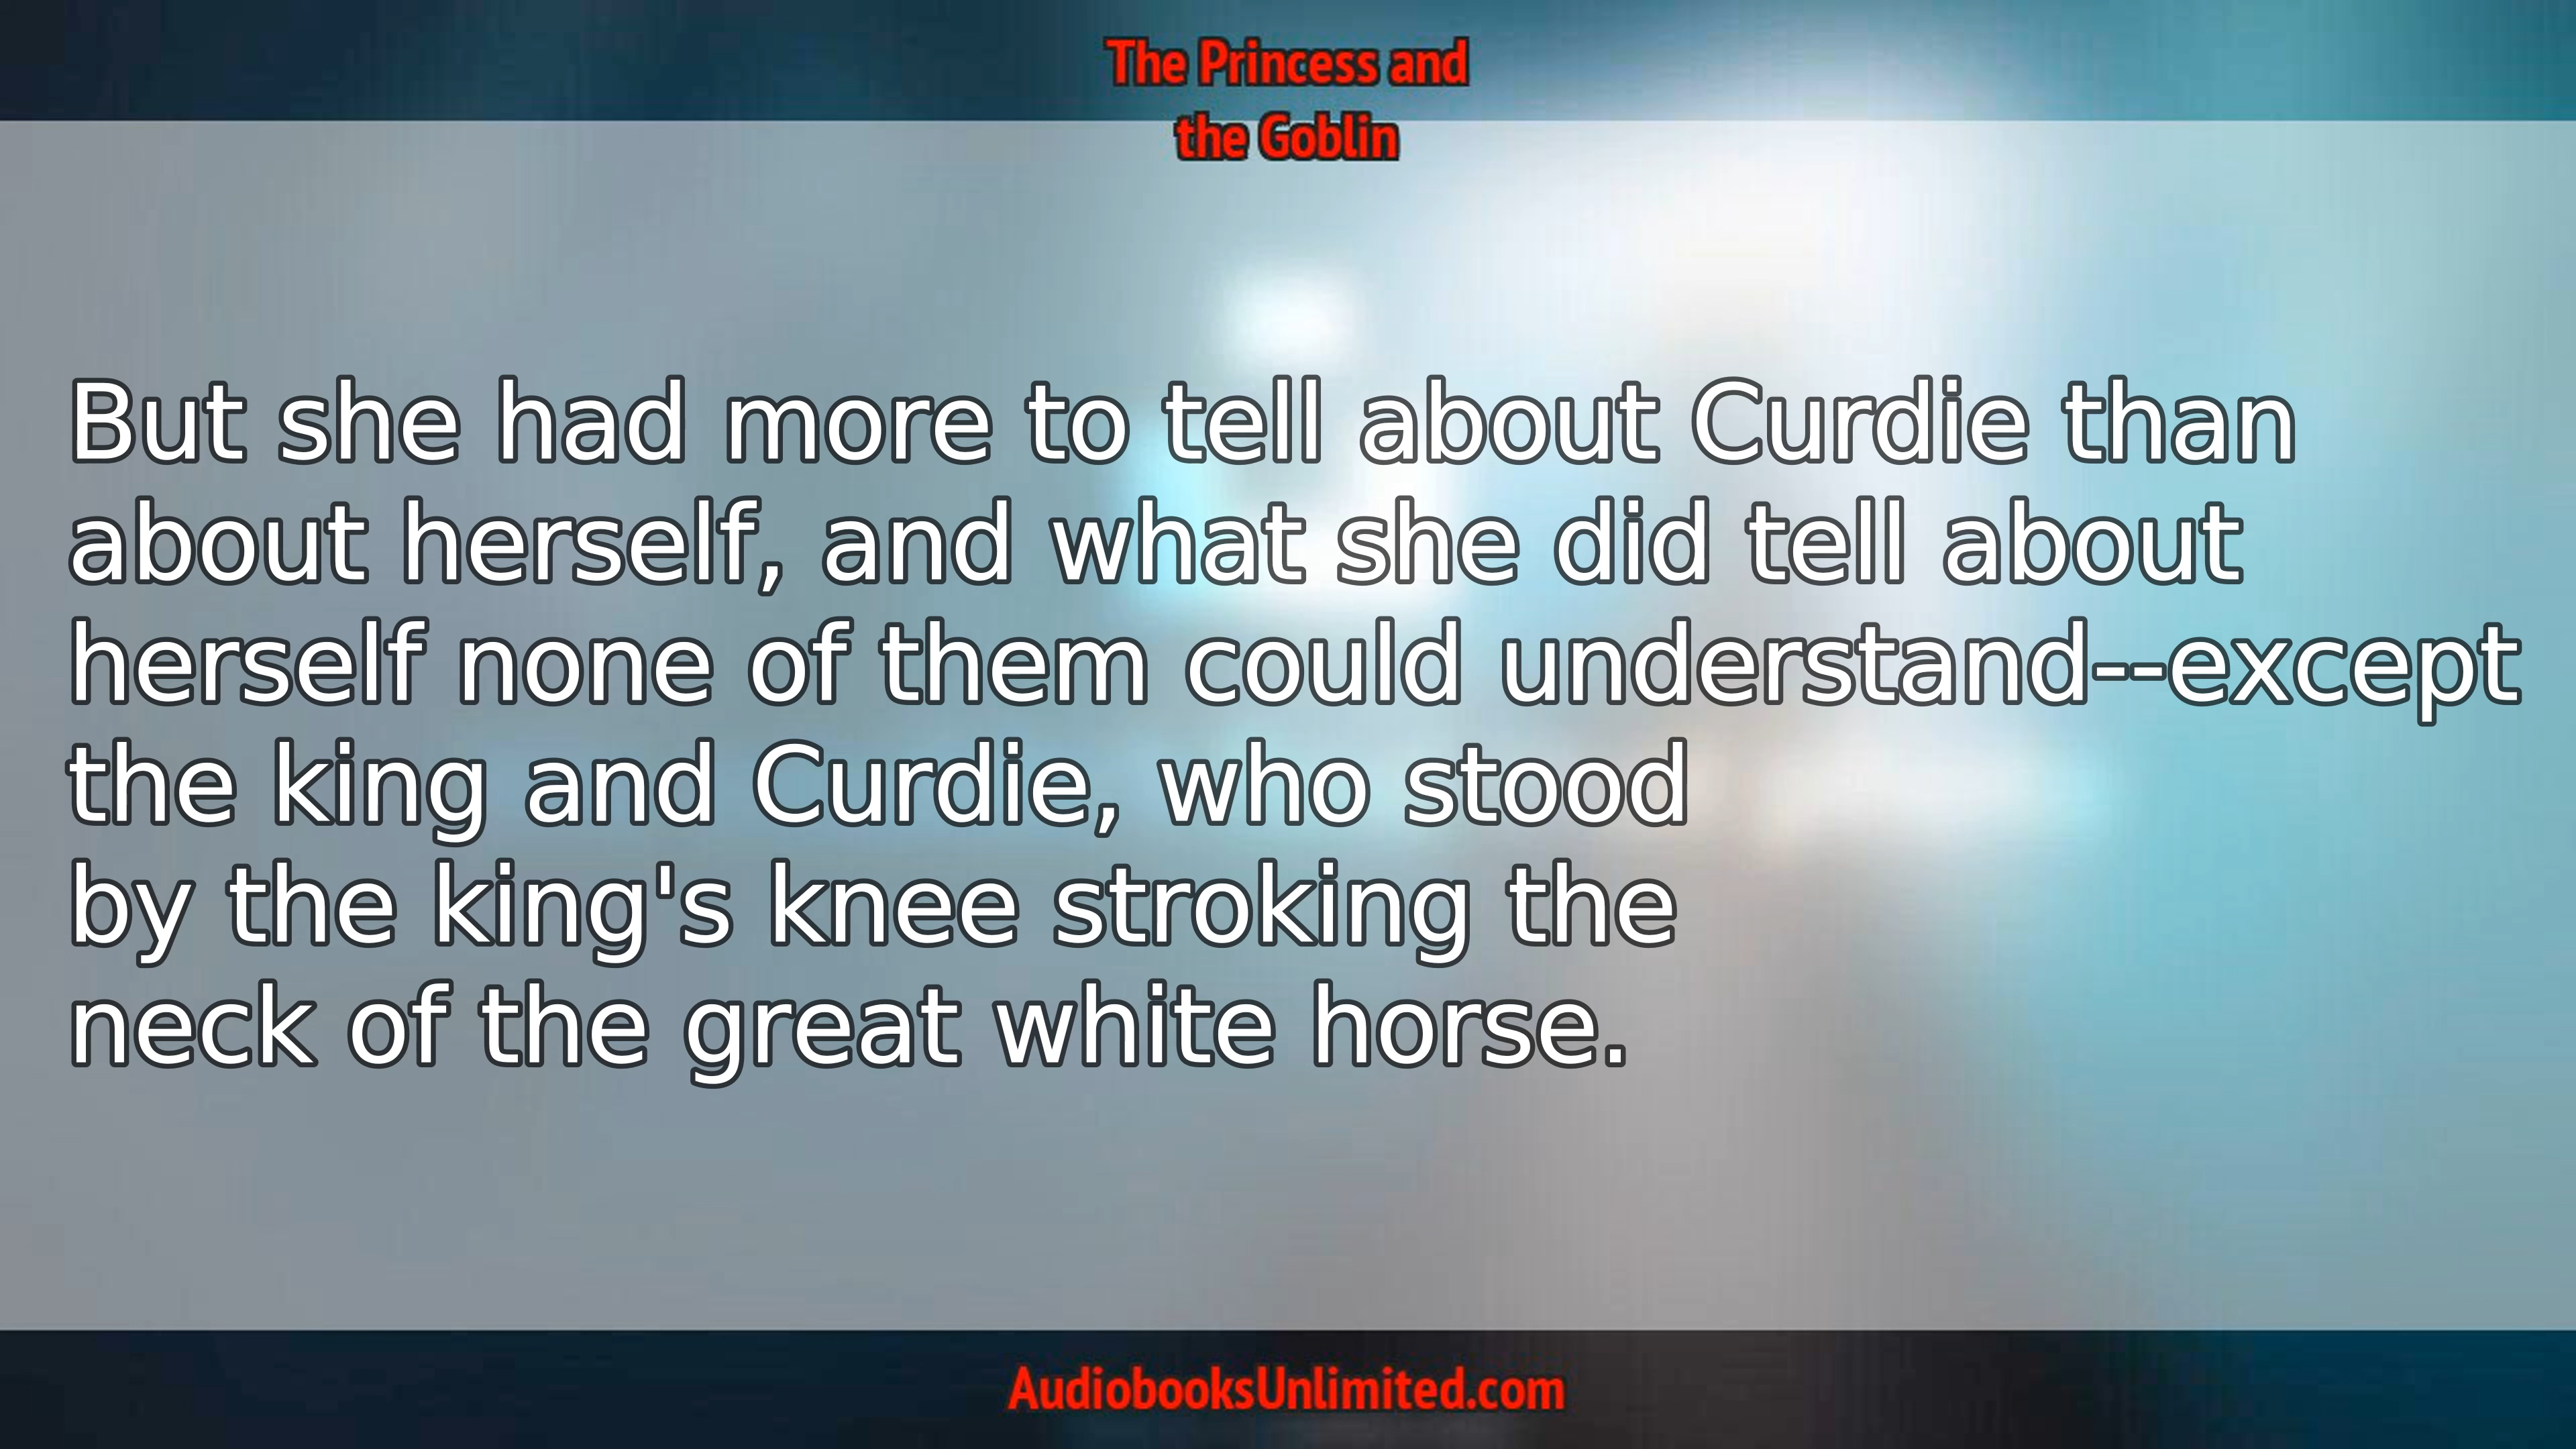 The Princess and
the Goblin
But she had more to tell about Curdie than
about herself, and what she did tell about
herself none of them could understand--except
the king and Curdie, who stood
by the king's knee stroking the
neck of the great white horse.
AudiobooksUnlimited.com